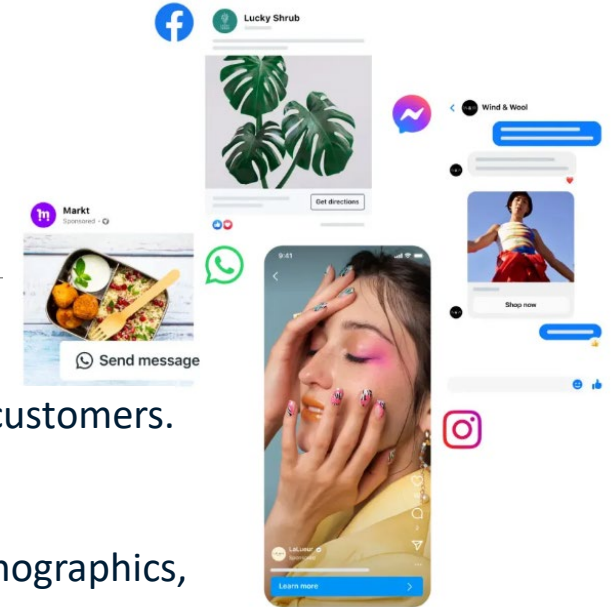 Lucky Shrub
Get directions
Wind & Wool
Shop now
Markt
Sponsored
Send message
customers.
nographics,
9:41
LaLueur
Sponsored
Learn more